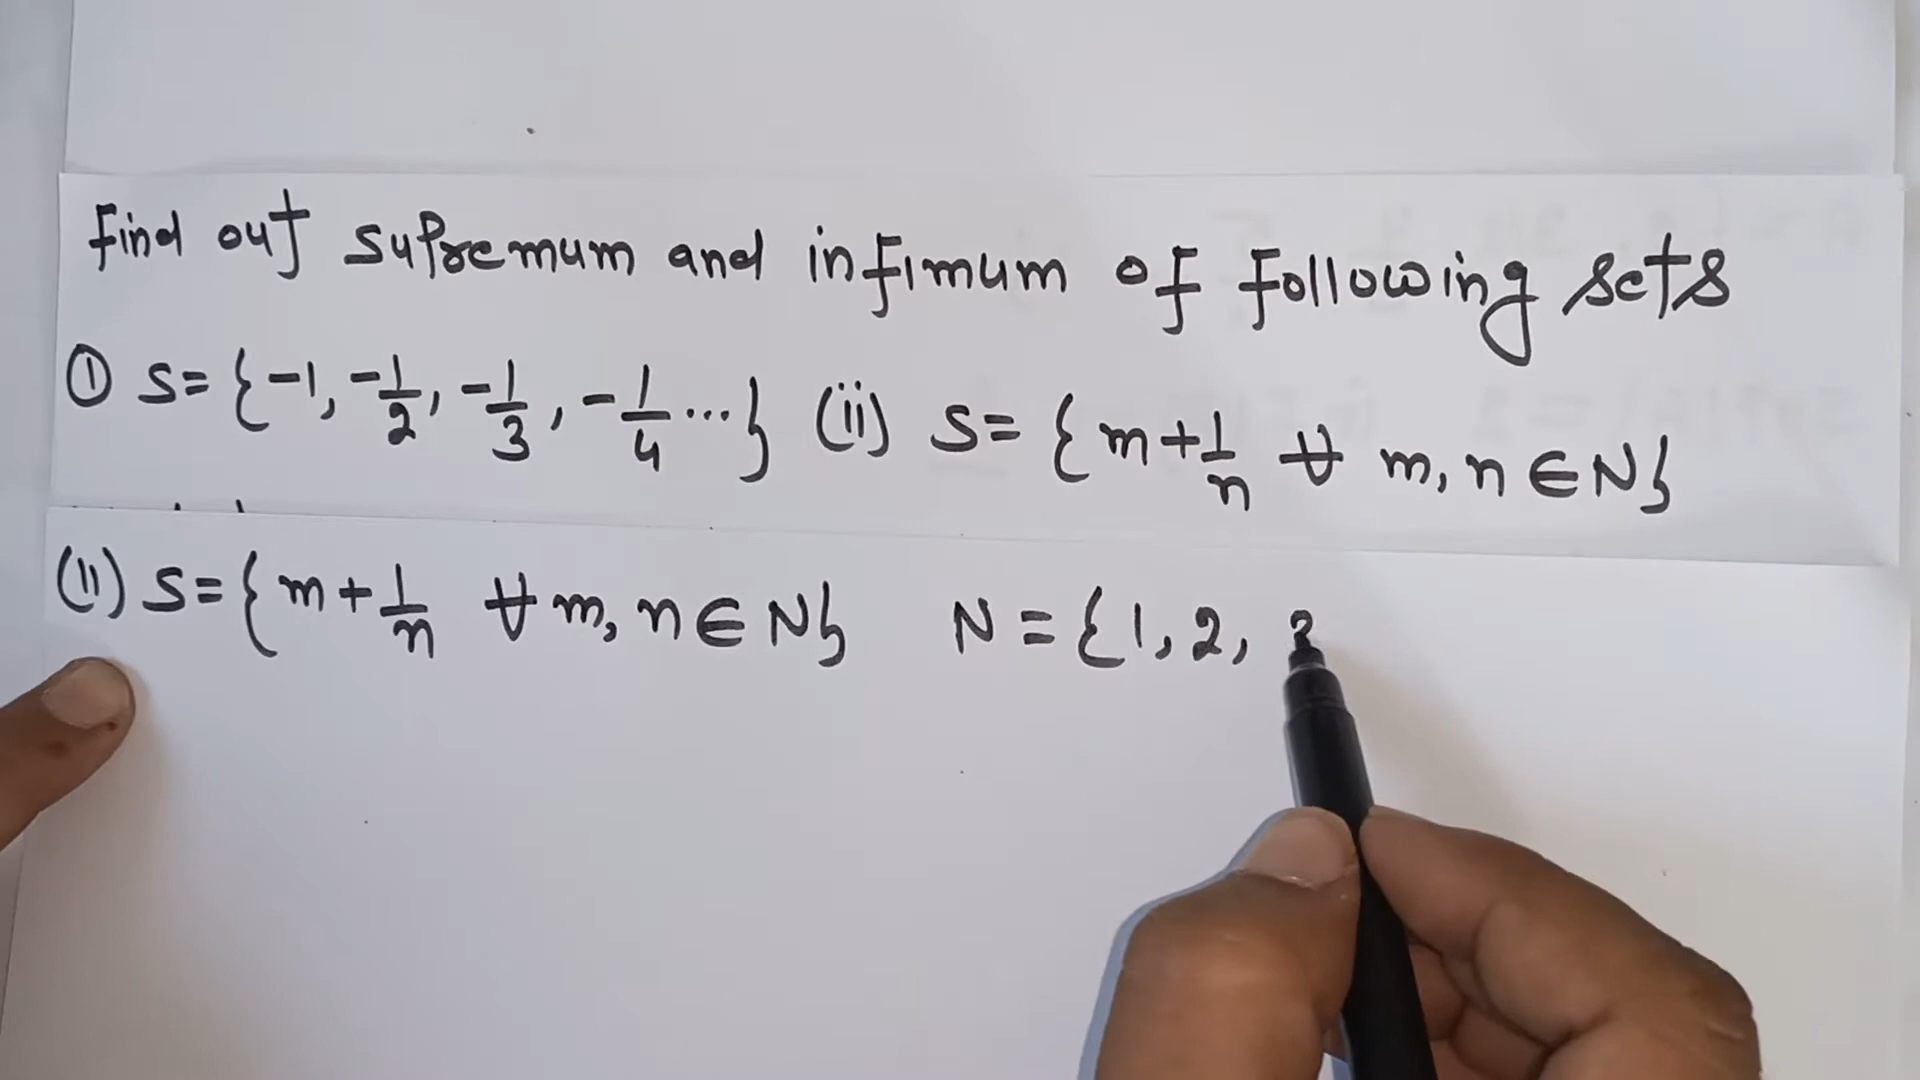 Find out supremum and infimum of following sets
① S={-1, -1/2, -1/3, -1/4 ...} (ii) S= {m+1/n ∀ m, n ∈ N}
(ii) S={m+1/n ∀ m, n ∈ N} N={1, 2, 3